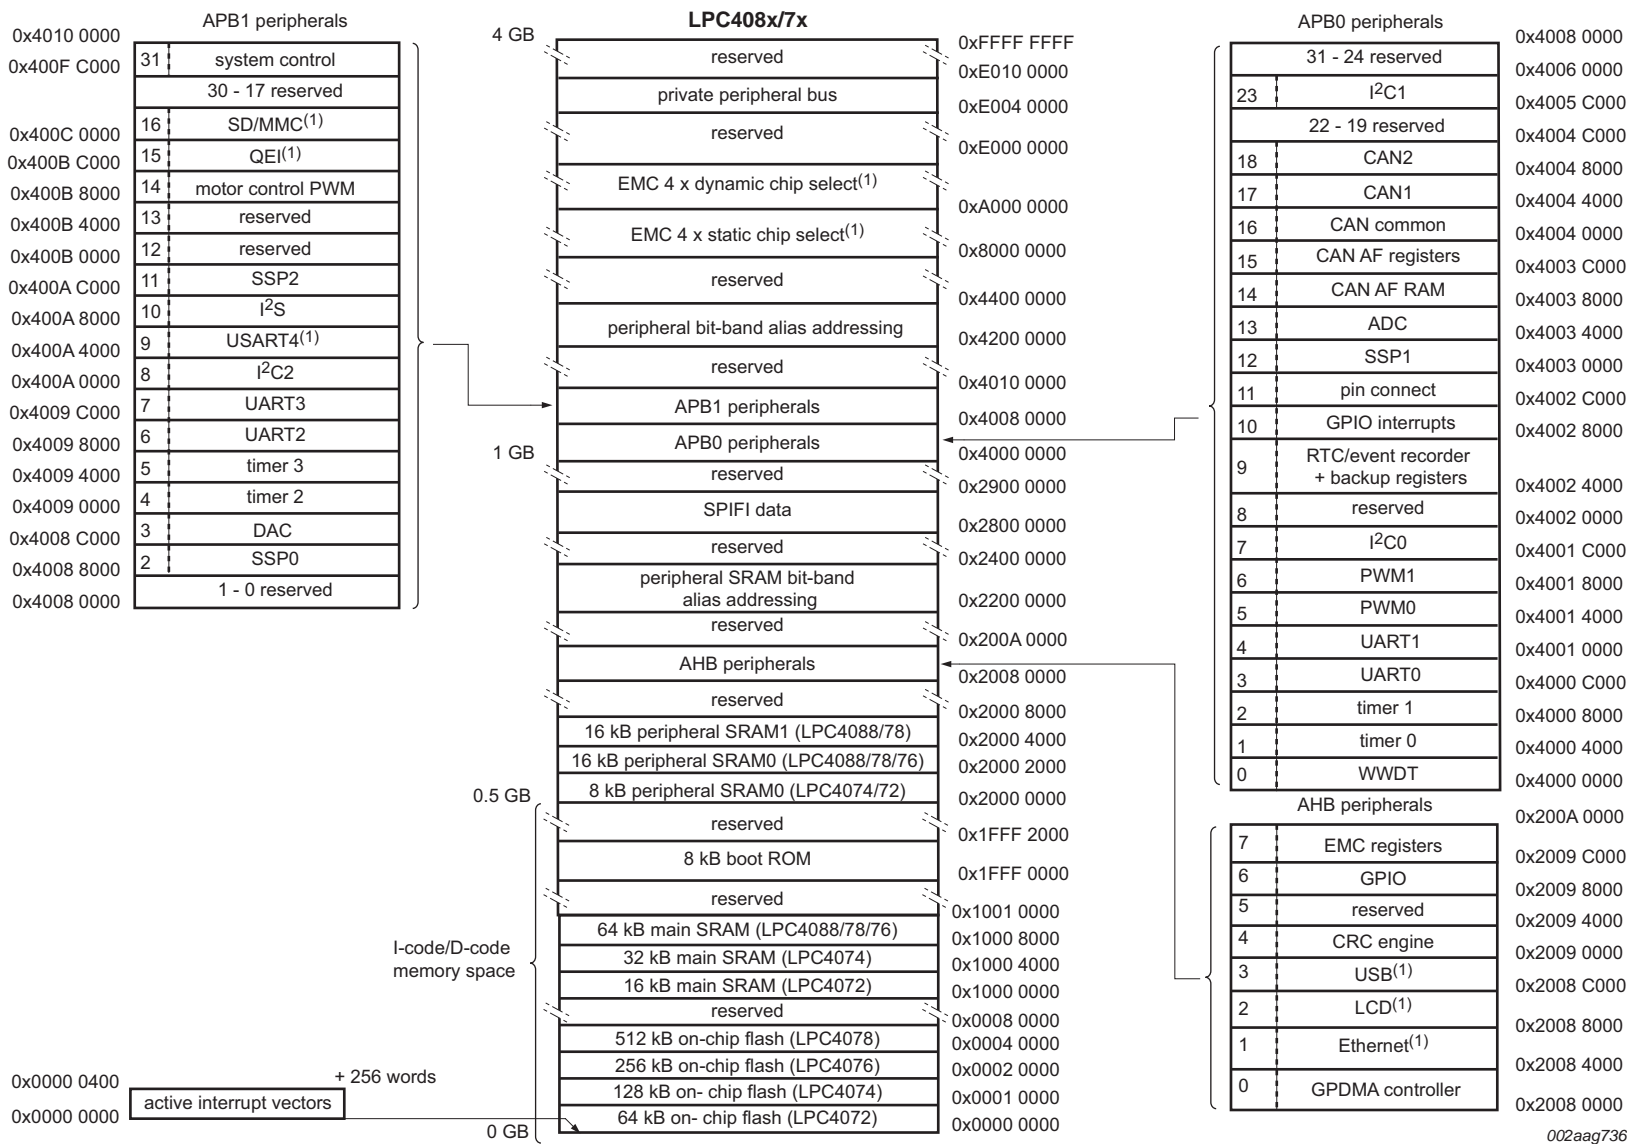 LPC408x/7x
APB1 peripherals
0x4010 0000
31 system control
0x400F C000
30 - 17 reserved
16 SD/MMC(1)
0x400C 0000
15 QEI(1)
0x400B C000
14 motor control PWM
0x400B 8000
13 reserved
0x400B 4000
12 reserved
0x400B 0000
11 SSP2
0x400A C000
10 I2S
0x400A 8000
9 USART4(1)
0x400A 4000
8 I2C2
0x400A 0000
7 UART3
0x4009 C000
6 UART2
0x4009 8000
5 timer 3
0x4009 4000
4 timer 2
0x4009 0000
3 DAC
0x4008 C000
2 SSP0
0x4008 8000
1 - 0 reserved
0x4008 0000
4 GB
0xFFFF FFFF
reserved
0xE010 0000
private peripheral bus
0xE004 0000
reserved
0xE000 0000
EMC 4 x dynamic chip select(1)
0xA000 0000
EMC 4 x static chip select(1)
0x8000 0000
reserved
0x4400 0000
peripheral bit-band alias addressing
0x4200 0000
reserved
0x4010 0000
APB1 peripherals
0x4008 0000
APB0 peripherals
1 GB
0x4000 0000
reserved
0x2900 0000
SPIFI data
0x2800 0000
reserved
0x2400 0000
peripheral SRAM bit-band
alias addressing
0x2200 0000
reserved
0x200A 0000
AHB peripherals
0x2008 0000
reserved
0x2000 8000
16 kB peripheral SRAM1 (LPC4088/78)
0x2000 4000
16 kB peripheral SRAM0 (LPC4088/78/76)
0x2000 2000
8 kB peripheral SRAM0 (LPC4074/72)
0.5 GB
0x2000 0000
reserved
0x1FFF 2000
8 kB boot ROM
0x1FFF 0000
reserved
0x1001 0000
64 kB main SRAM (LPC4088/78/76)
0x1000 8000
I-code/D-code
memory space
32 kB main SRAM (LPC4074)
0x1000 4000
16 kB main SRAM (LPC4072)
0x1000 0000
reserved
0x0008 0000
512 kB on-chip flash (LPC4078)
0x0004 0000
256 kB on-chip flash (LPC4076)
0x0002 0000
128 kB on- chip flash (LPC4074)
0x0001 0000
64 kB on- chip flash (LPC4072)
0 GB
0x0000 0000
+ 256 words
0x0000 0400
active interrupt vectors
0x0000 0000
APB0 peripherals
0x4008 0000
31 - 24 reserved
0x4006 0000
23 I2C1
0x4005 C000
22 - 19 reserved
0x4004 C000
18 CAN2
0x4004 8000
17 CAN1
0x4004 4000
16 CAN common
0x4004 0000
15 CAN AF registers
0x4003 C000
14 CAN AF RAM
0x4003 8000
13 ADC
0x4003 4000
12 SSP1
0x4003 0000
11 pin connect
0x4002 C000
10 GPIO interrupts
0x4002 8000
9 RTC/event recorder
+ backup registers
0x4002 4000
8 reserved
0x4002 0000
7 I2C0
0x4001 C000
6 PWM1
0x4001 8000
5 PWM0
0x4001 4000
4 UART1
0x4001 0000
3 UART0
0x4000 C000
2 timer 1
0x4000 8000
1 timer 0
0x4000 4000
0 WWDT
0x4000 0000
AHB peripherals
0x200A 0000
7 EMC registers
0x2009 C000
6 GPIO
0x2009 8000
5 reserved
0x2009 4000
4 CRC engine
0x2009 0000
3 USB(1)
0x2008 C000
2 LCD(1)
0x2008 8000
1 Ethernet(1)
0x2008 4000
0 GPDMA controller
0x2008 0000
002aag736